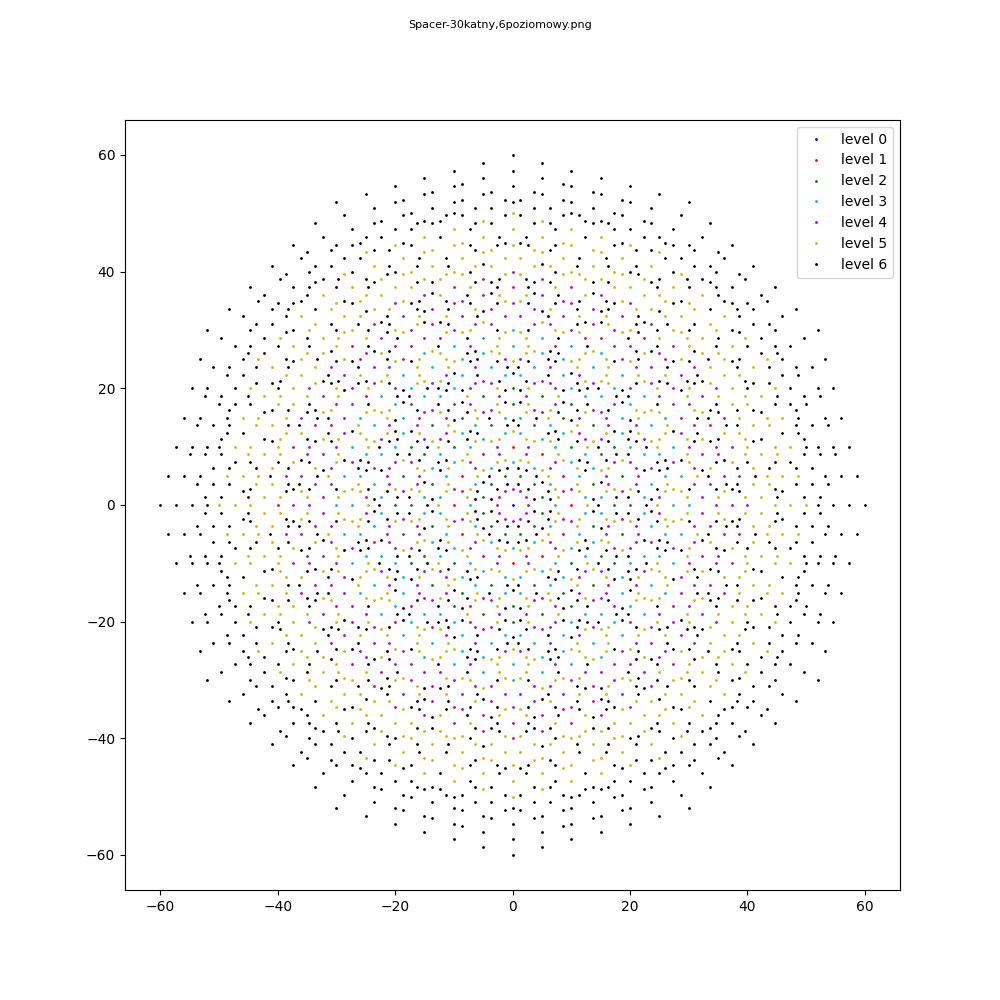 Spacer-30katny,6poziomowy.png
level 0
level 1
level 2
level 3
level 4
level 5
level 6
60
40
20
0
−20
−40
−60
−60 −40 −20 0 20 40 60